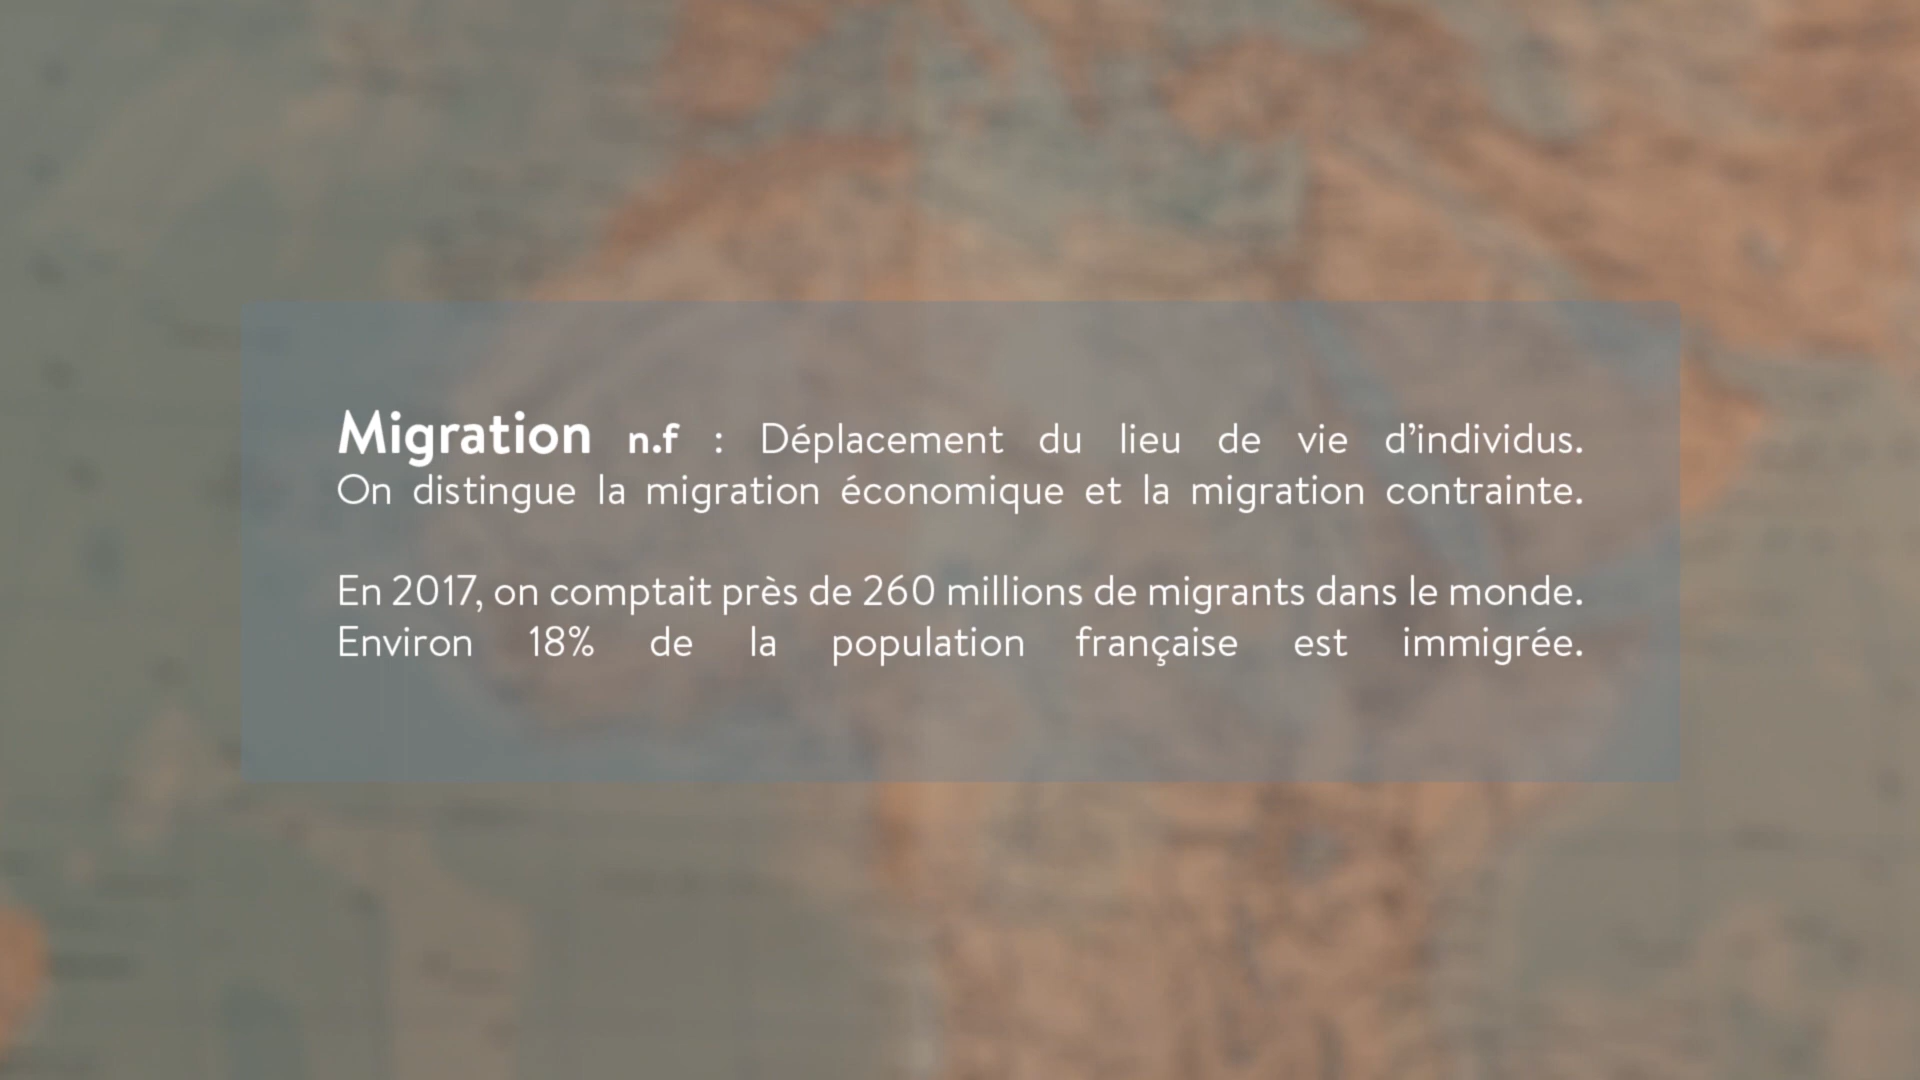 Migration n.f : Déplacement du lieu de vie d’individus.
On distingue la migration économique et la migration contrainte.
En 2017, on comptait près de 260 millions de migrants dans le monde.
Environ 18% de la population française est immigrée.